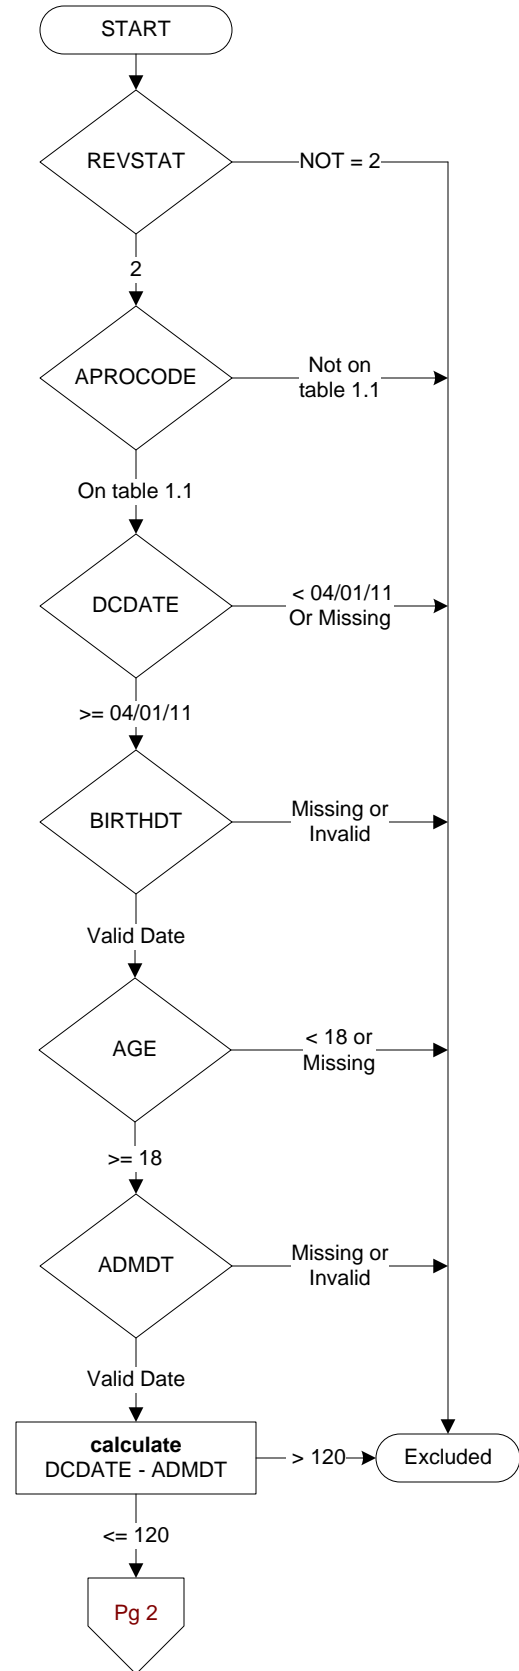 START
REVSTAT
NOT = 2
2
APROCODE
Not on
table 1.1
On table 1.1
DCDATE
< 04/01/11
Or Missing
>= 04/01/11
BIRTHDT
Missing or
Invalid
Valid Date
AGE
< 18 or
Missing
>= 18
ADMDT
Missing or
Invalid
Valid Date
calculate
DCDATE - ADMDT
> 120
Excluded
<= 120
Pg 2